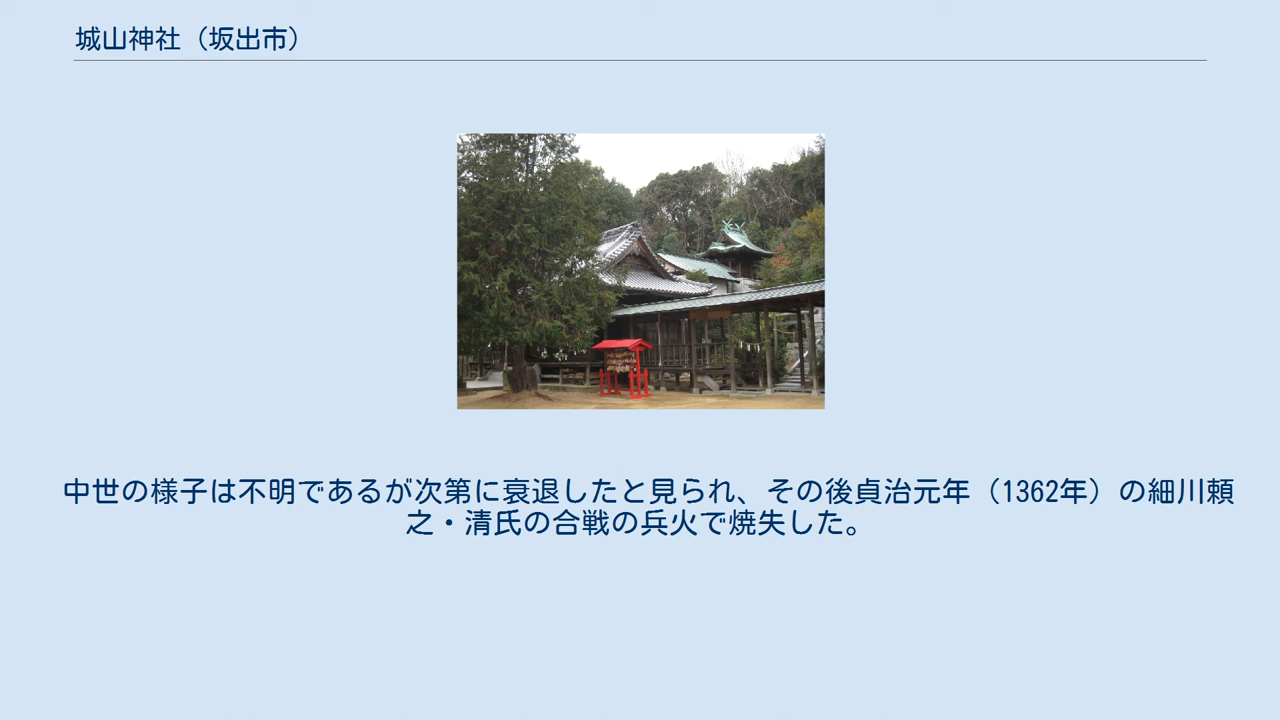 城山神社（坂出市）
中世の様子は不明であるが次第に衰退したと見られ、その後貞治元年（1362年）の細川頼
之・清氏の合戦の兵火で焼失した。